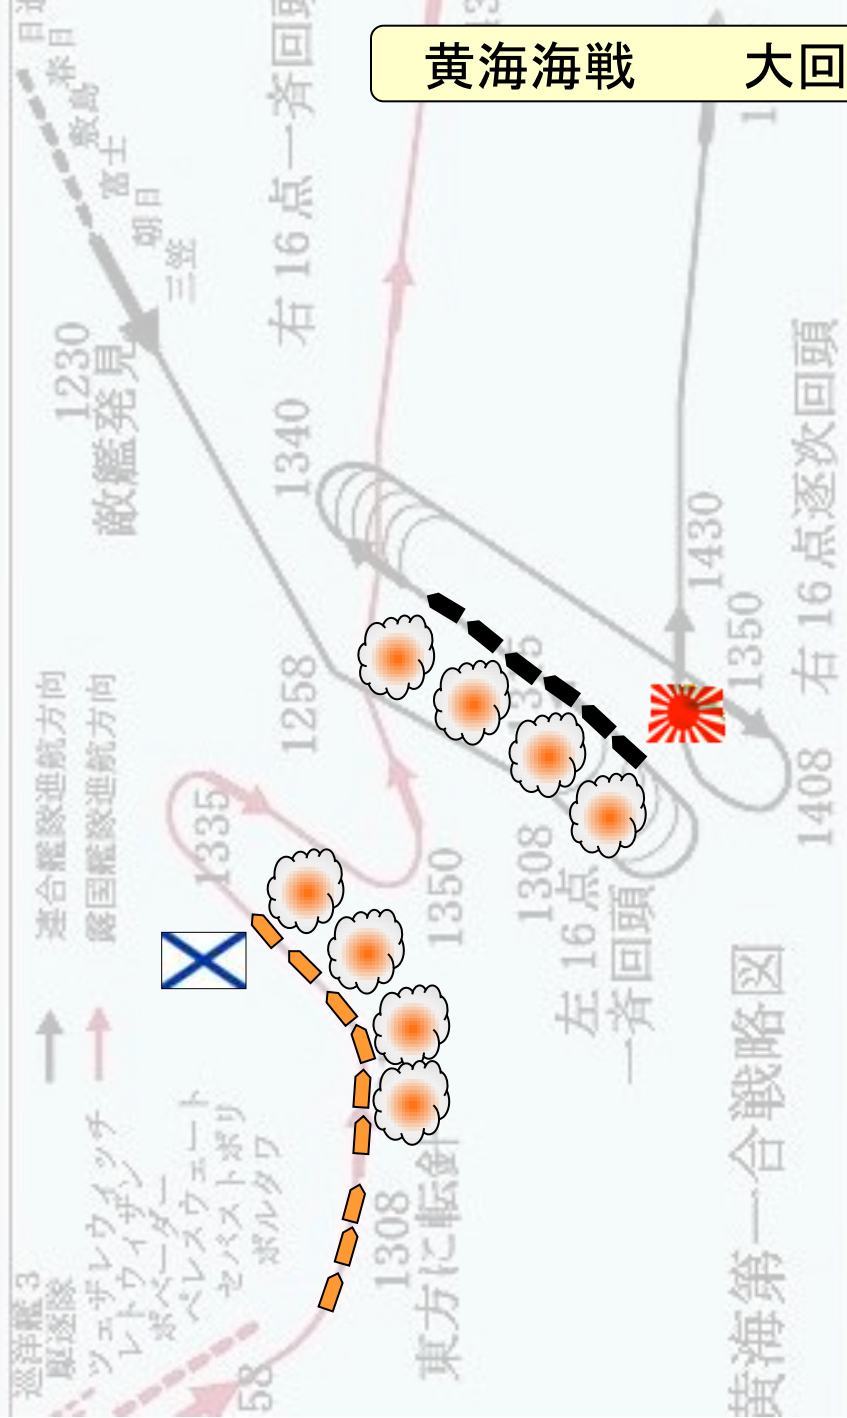 黄海海戦　　大回
日進
春日
敷島
富士
朝日
三笠
1230
敵艦発見
1340　右 16 点一斉回頭
1258
1335
1350
1308
左 16 点
一斉回頭
1430
1350
1408　右 16 点逐次回頭
連合艦隊進航方向
露国艦隊進航方向
巡洋艦 3
駆逐隊
ツェザレウィッチ
レトウィザン
ポベーダー
ペレスウェート
セバストポリ
ポルタワ
1308
東方に転針
58
黄海第一合戦略図